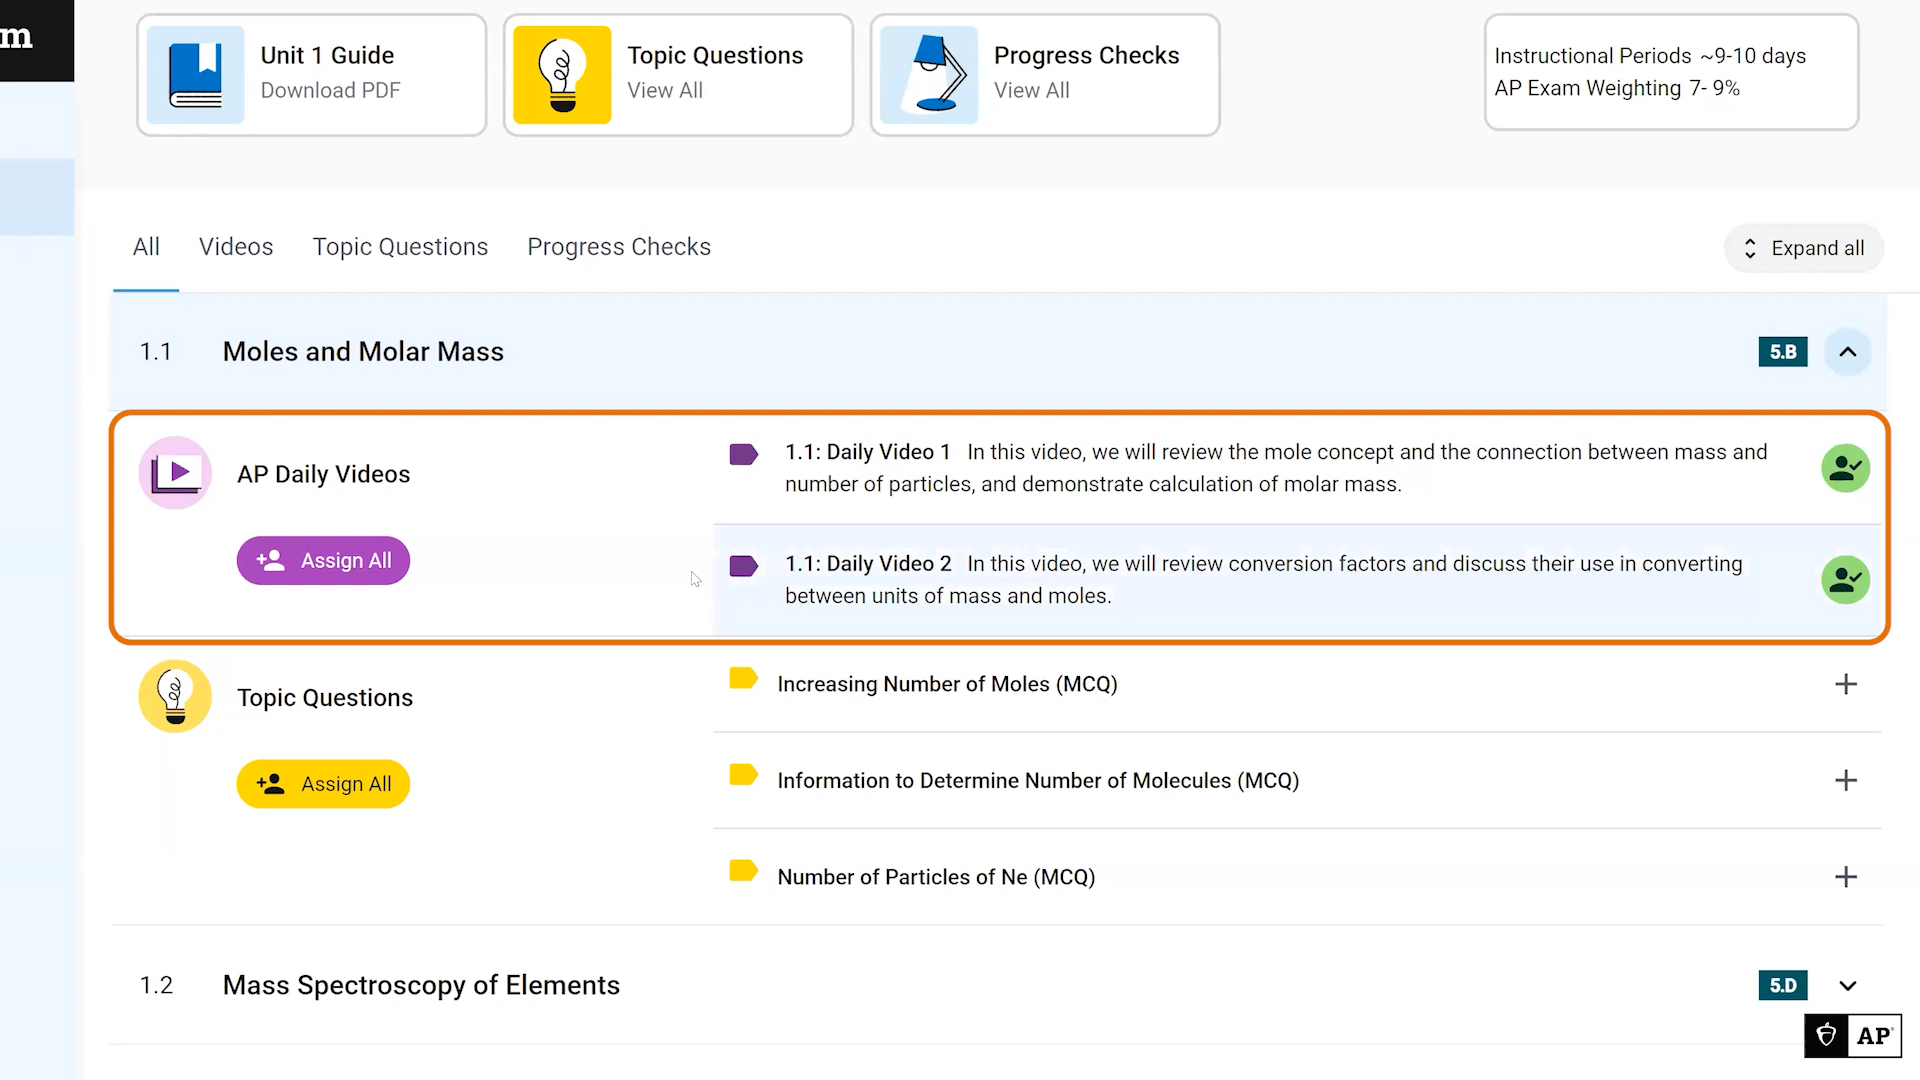 m
Unit 1 Guide
Download PDF
Topic Questions
View All
Progress Checks
View All
Instructional Periods ~9-10 days
AP Exam Weighting 7- 9%
All
Videos
Topic Questions
Progress Checks
Expand all
1.1
Moles and Molar Mass
5.B
AP Daily Videos
Assign All
1.1: Daily Video 1 In this video, we will review the mole concept and the connection between mass and
number of particles, and demonstrate calculation of molar mass.
1.1: Daily Video 2 In this video, we will review conversion factors and discuss their use in converting
between units of mass and moles.
Topic Questions
Assign All
Increasing Number of Moles (MCQ)
Information to Determine Number of Molecules (MCQ)
Number of Particles of Ne (MCQ)
1.2
Mass Spectroscopy of Elements
5.D
AP